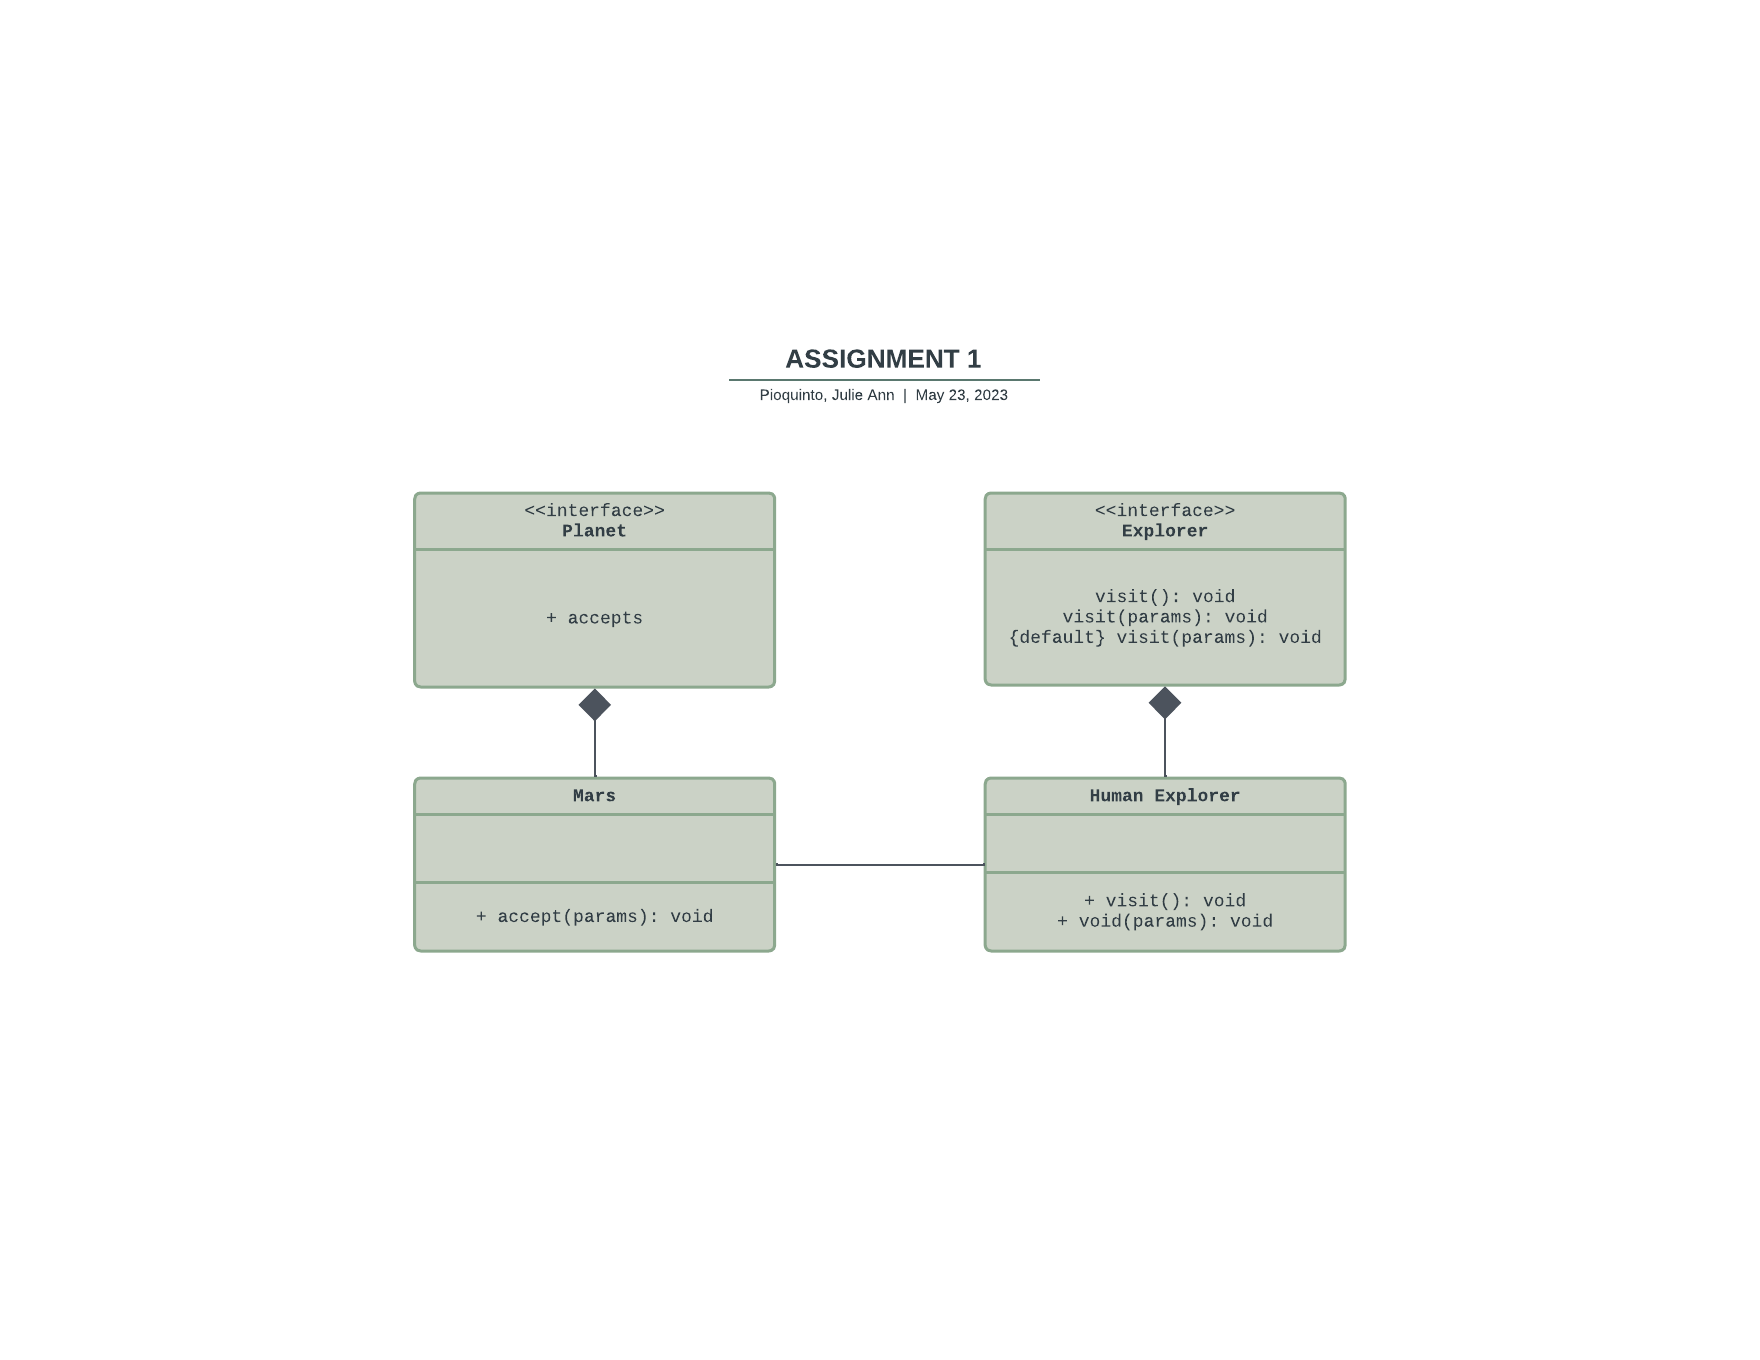 ASSIGNMENT 1
Pioquinto, Julie Ann | May 23, 2023
<<interface>>
Planet
+ accepts
<<interface>>
Explorer
visit(): void
visit(params): void
{default} visit(params): void
Mars
+ accept(params): void
Human Explorer
+ visit(): void
+ void(params): void